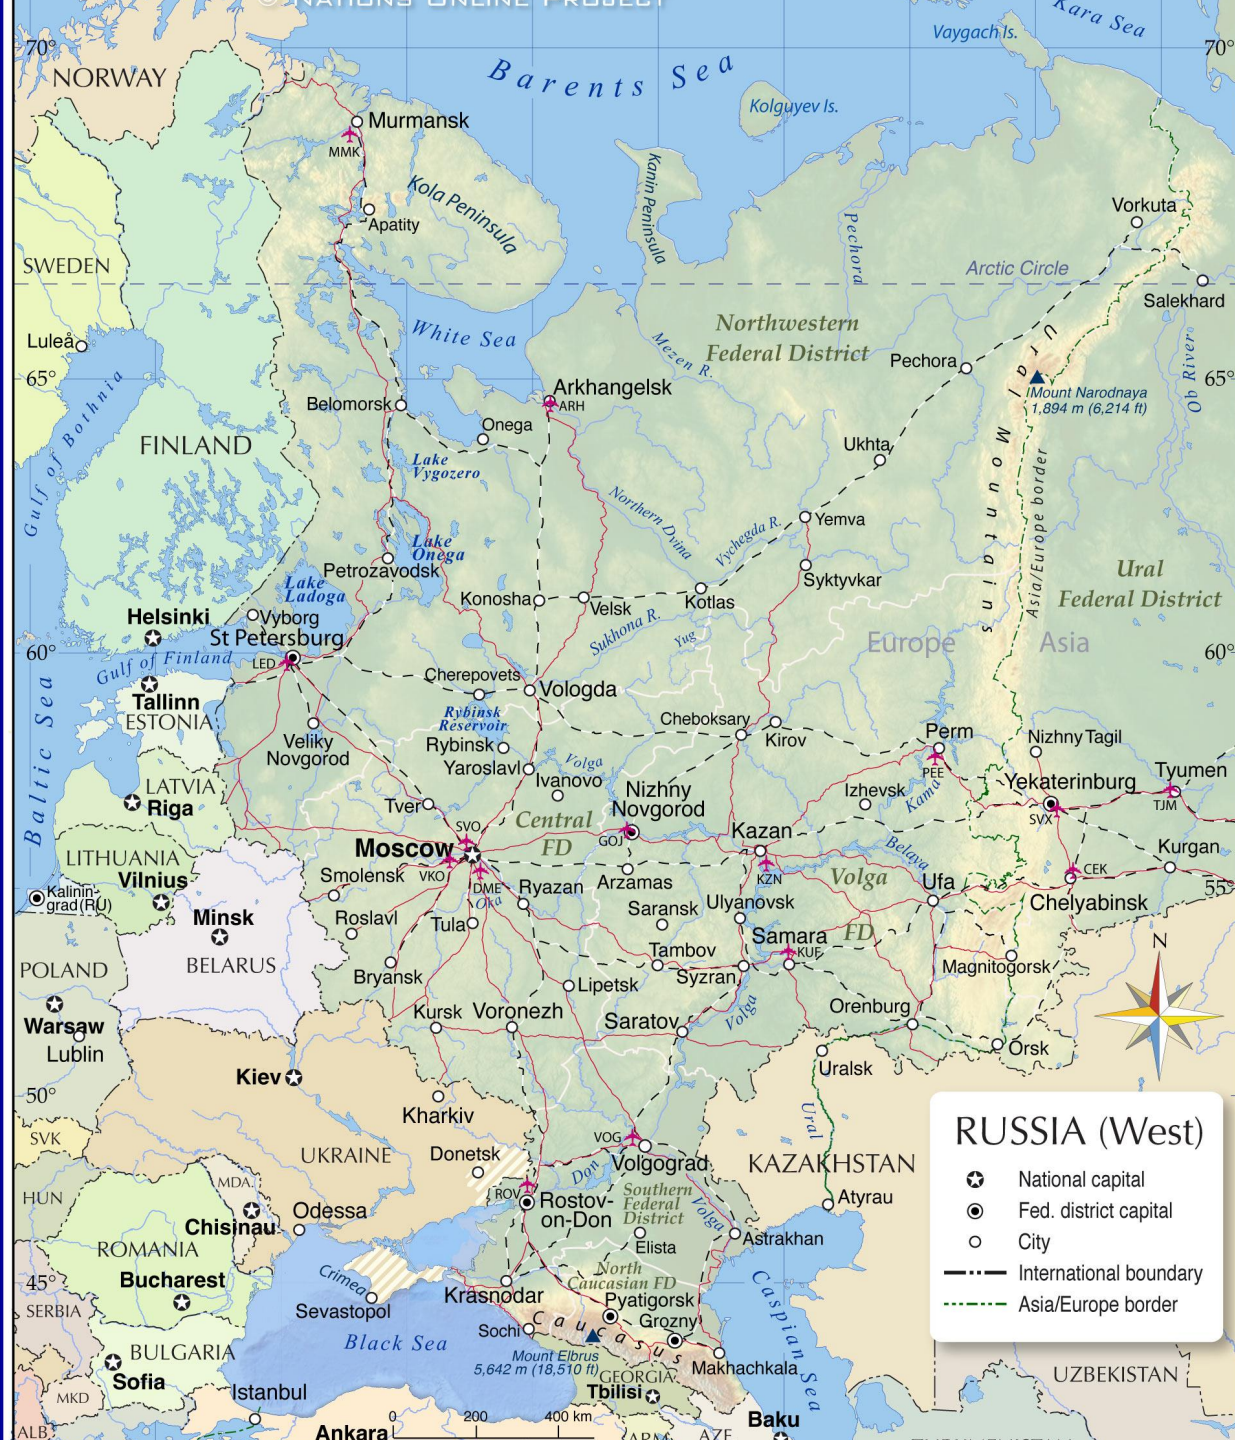 © NATIONS ONLINE PROJECT
Kara Sea
Vaygach Is.
70°
70°
NORWAY
Barents Sea
Kolguyev Is.
Murmansk
MMK
Kola Peninsula
Kanin Peninsula
Apatity
Pechora
Vorkuta
SWEDEN
Arctic Circle
Salekhard
White Sea
Northwestern
Federal District
Mezen R.
Luleå
Pechora
Ural Mountains
Ob River
65°
65°
Mount Narodnaya
1,894 m (6,214 ft)
Arkhangelsk
ARH
Belomorsk
Onega
Gulf of Bothnia
FINLAND
Lake
Vygozero
Ukhta
Asia/Europe border
Northern Dvina
Vychegda R.
Yemva
Lake
Onega
Petrozavodsk
Syktyvkar
Ural
Federal District
Lake
Ladoga
Konosha
Velsk
Kotlas
Helsinki
Vyborg
St Petersburg
Sukhona R.
Yug
Europe
Asia
60°
60°
Gulf of Finland
LED
Cherepovets
Vologda
Tallinn
ESTONIA
Rybinsk
Reservoir
Cheboksary
Kirov
Perm
PEE
Nizhny Tagil
Baltic Sea
Veliky
Novgorod
Rybinsk
Yaroslavl
Volga
Ivanovo
Nizhny
Novgorod
GOJ
Izhevsk
Kama
Yekaterinburg
SVX
Tyumen
TJM
LATVIA
Riga
Tver
Central
FD
SVO
Moscow
VKO
DME
Kazan
KZN
Belaya
Kurgan
CEK
LITHUANIA
Vilnius
Smolensk
Oka
Ryazan
Arzamas
Volga
FD
Ufa
55°
Chelyabinsk
Kalinin-
grad (RU)
Minsk
Roslavl
Tula
Saransk
Ulyanovsk
Samara
KUF
N
POLAND
BELARUS
Bryansk
Tambov
Syzran
Magnitogorsk
Lipetsk
Warsaw
Lublin
Kursk
Voronezh
Saratov
Volga
Orenburg
Orsk
Kiev
Uralsk
50°
Kharkiv
Ural
SVK
UKRAINE
Donetsk
VOG
Volgograd
KAZAKHSTAN
Don
HUN
MDA.
Chisinau
Odessa
ROV
Rostov-
on-Don
Southern
Federal
District
Volga
Atyrau
Astrakhan
ROMANIA
Elista
Bucharest
45°
Crimea
Sevastopol
Krasnodar
North
Caucasian FD
Pyatigorsk
Grozny
Caspian Sea
SERBIA
Black Sea
Sochi
Caucasus
Mount Elbrus
5,642 m (18,510 ft)
Makhachkala
BULGARIA
Sofia
GEORGIA
Tbilisi
MKD
Istanbul
UZBEKISTAN
ALB.
Ankara
0
200
400 km
ARM.
AZE
Baku
RUSSIA (West)
National capital
Fed. district capital
City
International boundary
Asia/Europe border